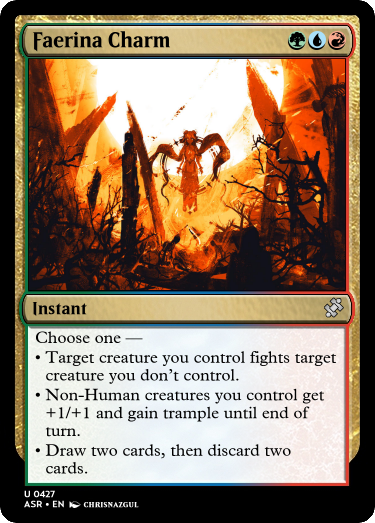 Faerina Charm
Instant
Choose one —
• Target creature you control fights target
creature you don't control.
• Non-Human creatures you control get
+1/+1 and gain trample until end of
turn.
• Draw two cards, then discard two
cards.
U 0427
ASR • EN CHRISNAZGUL